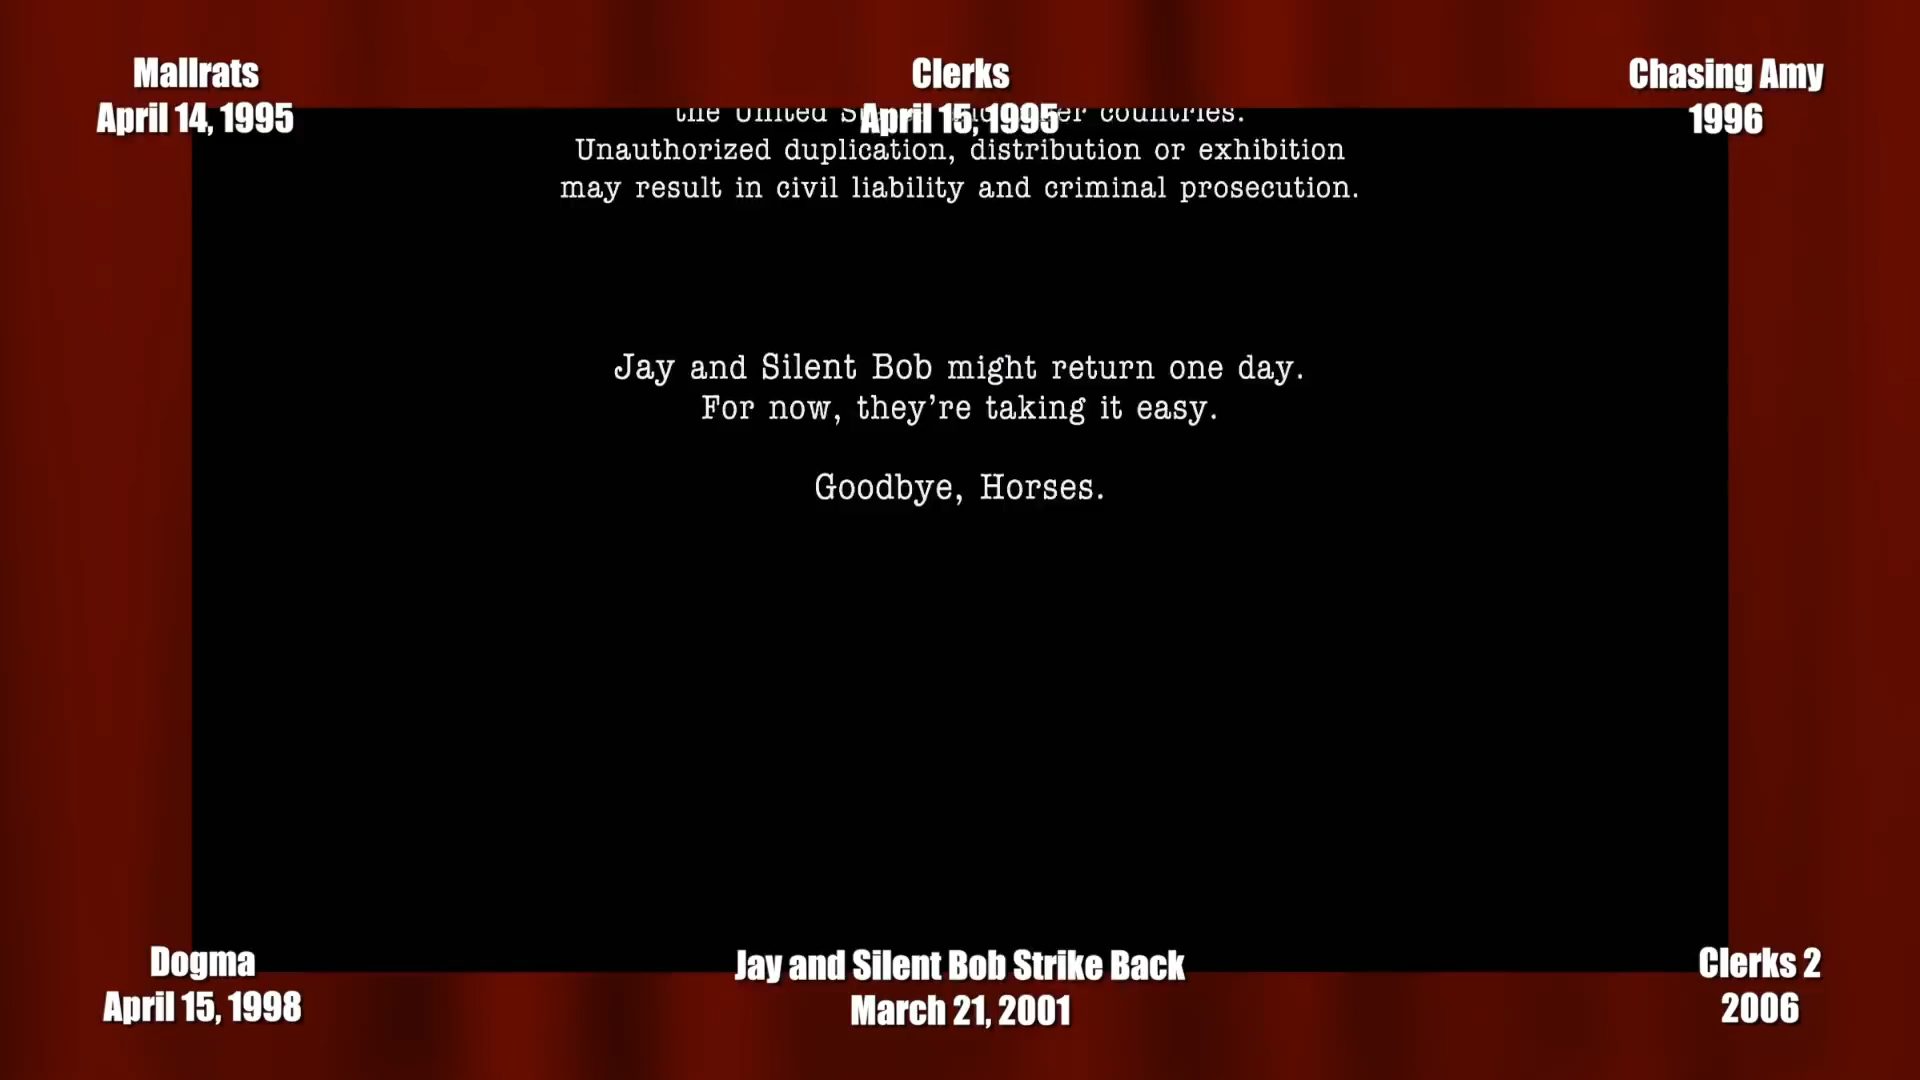 Mallrats
April 14, 1995
Clerks
April 15, 1995
Chasing Amy
1996
the United countries.
Unauthorized duplication, distribution or exhibition
may result in civil liability and criminal prosecution.
Jay and Silent Bob might return one day.
For now, they’re taking it easy.
Goodbye, Horses.
Dogma
April 15, 1998
Jay and Silent Bob Strike Back
March 21, 2001
Clerks 2
2006